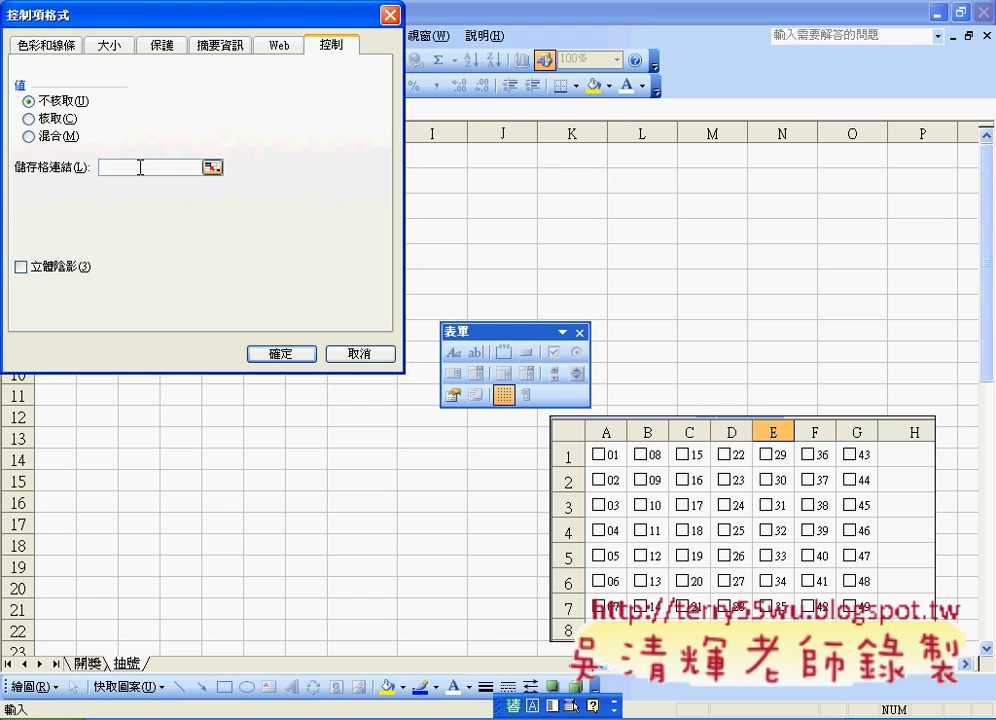 控制項格式
視窗(W) 說明(H) 輸入需要解答的問題
色彩和線條 大小 保護 摘要資訊 Web 控制
100%
值
不核取(U)
核取(C)
混合(M)
儲存格連結(L):
立體陰影(3)
確定 取消
I J K L M N O P
表單
10
11
12
13
14
15
16
17
18
19
20
21
22
23
A B C D E F G H
1 01 08 15 22 29 36 43
2 02 09 16 23 30 37 44
3 03 10 17 24 31 38 45
4 04 11 18 25 32 39 46
5 05 12 19 26 33 40 47
6 06 13 20 27 34 41 48
7
8
http://terry55wu.blogspot.tw
吳清輝老師錄製
開獎 抽號
繪圖(R) 快取圖案(U)
輸入 NUM